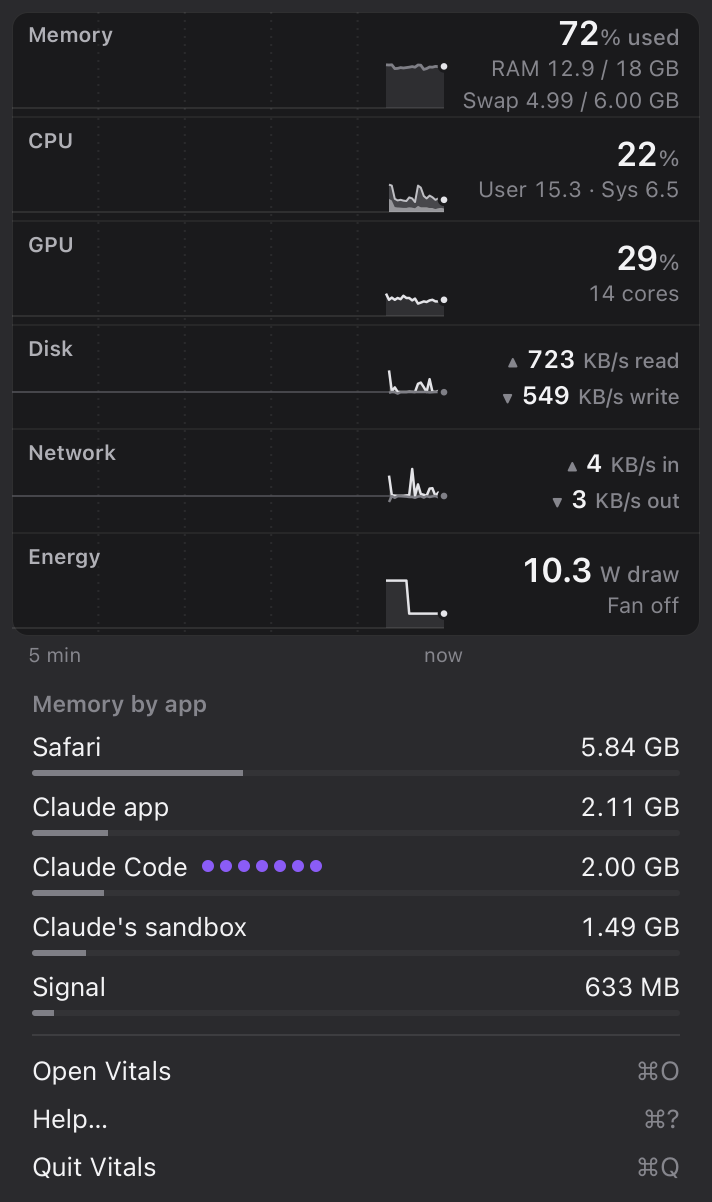 Memory
72% used
RAM 12.9 / 18 GB
Swap 4.99 / 6.00 GB
CPU
22%
User 15.3 · Sys 6.5
GPU
29%
14 cores
Disk
▲ 723 KB/s read
▼ 549 KB/s write
Network
▲ 4 KB/s in
▼ 3 KB/s out
Energy
10.3 W draw
Fan off
5 min now
Memory by app
Safari 5.84 GB
Claude app 2.11 GB
Claude Code 2.00 GB
Claude's sandbox 1.49 GB
Signal 633 MB
Open Vitals ⌘O
Help... ⌘?
Quit Vitals ⌘Q